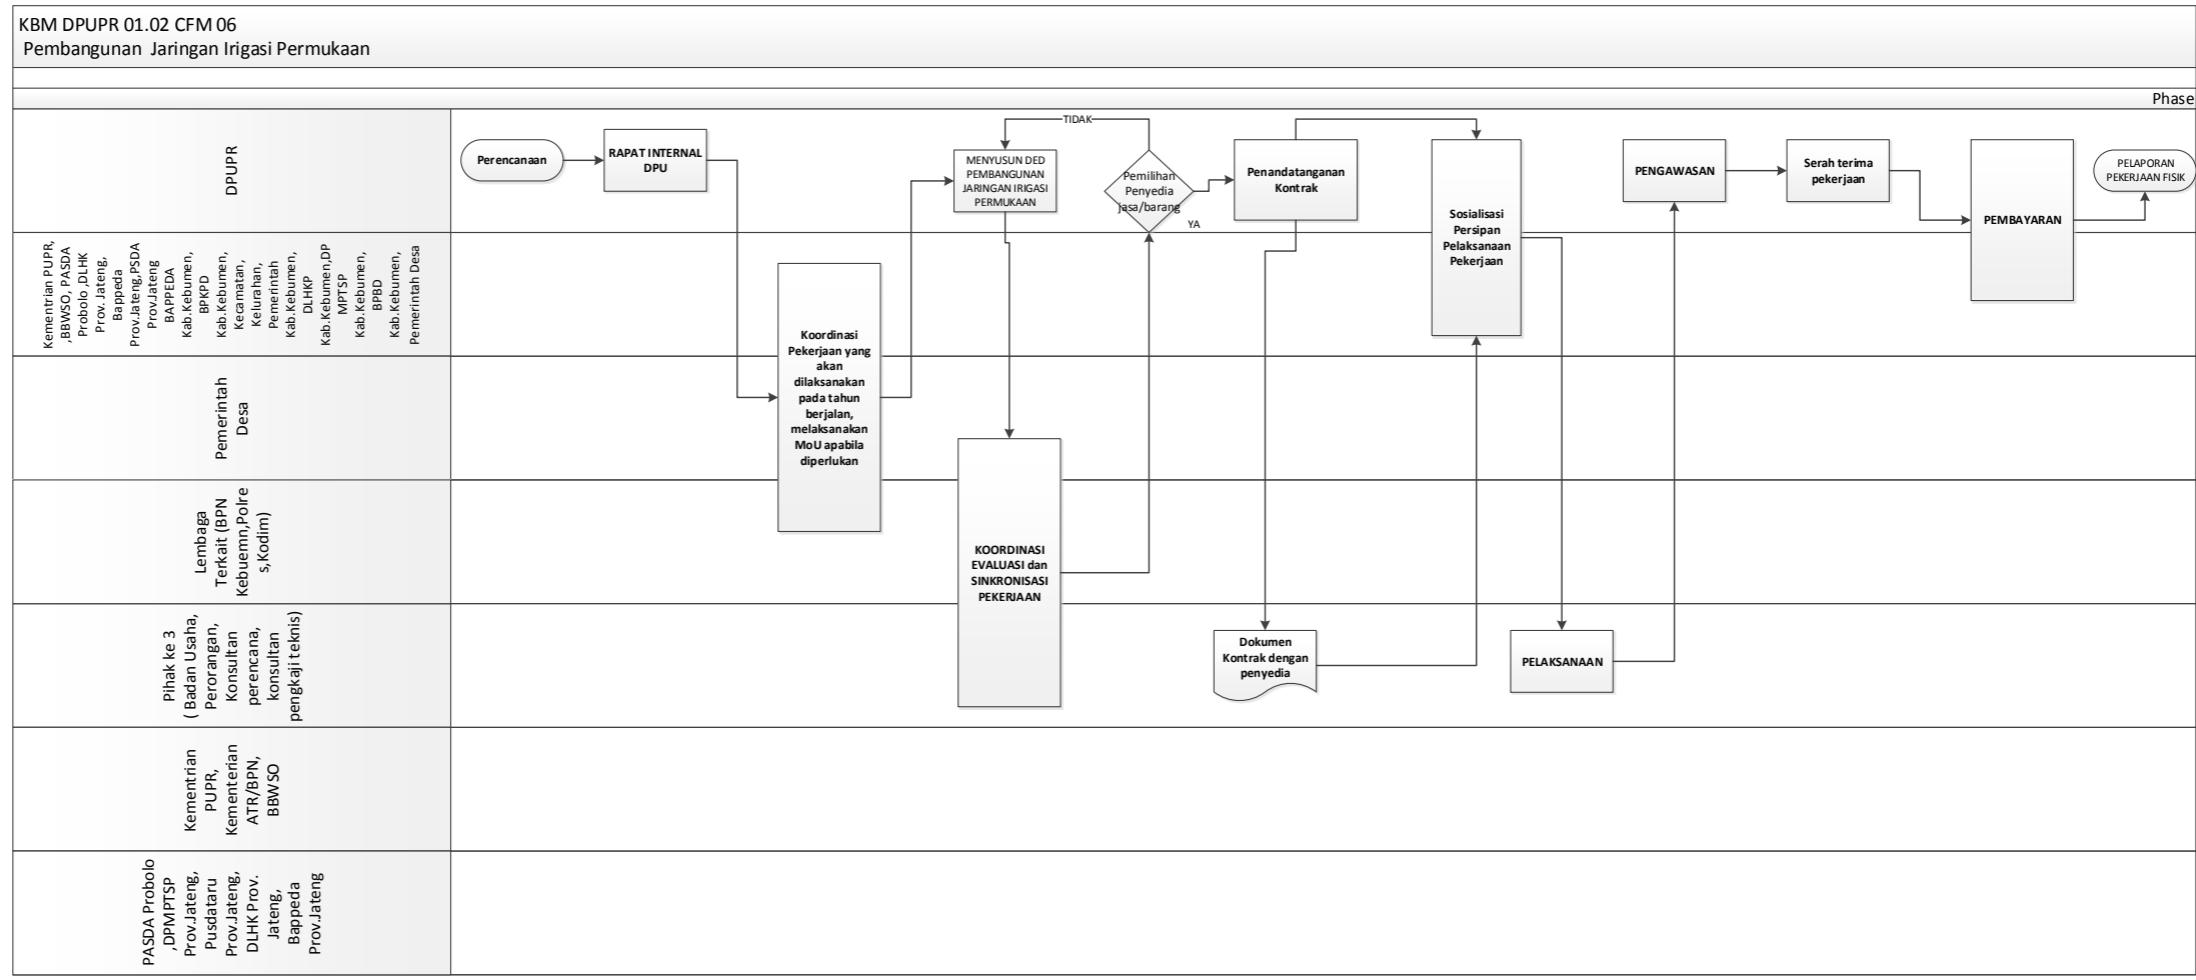 KBM DPUPR 01.02 CFM 06
Pembangunan Jaringan Irigasi Permukaan
Phase
DPUPR
Kementrian PUPR,
,BBWSO, PASDA
Probolo ,DLHK
Prov. Jateng,
Bappeda
Prov.Jateng,PSDA
Prov.Jateng
BAPPEDA
Kab.Kebumen,
BPKPD
Kab.Kebumen,
Kecamatan,
Kelurahan,
Pemerintah
Kab.Kebumen,
DLHKP
Kab.Kebumen,DP
MPTSP
Kab.Kebumen,
BPBD
Kab.Kebumen,
Pemerintah Desa
Pemerintah
Desa
Lembaga
Terkait (BPN
Kebuemn,Polre
s,Kodim)
Pihak ke 3
( Badan Usaha,
Perorangan,
Konsultan
perencana,
konsultan
pengkaji teknis)
Kementrian
PUPR,
Kementerian
ATR/BPN,
BBWSO
PASDA Probolo
,DPMPTSP
Prov.Jateng,
Pusdataru
Prov.Jateng,
DLHK Prov.
Jateng,
Bappeda
Prov.Jateng
Perencanaan
RAPAT INTERNAL
DPU
Koordinasi
Pekerjaan yang
akan
dilaksanakan
pada tahun
berjalan,
melaksanakan
MoU apabila
diperlukan
MENYUSUN DED
PEMBANGUNAN
JARINGAN IRIGASI
PERMUKAAN
KOORDINASI
EVALUASI dan
SINKRONISASI
PEKERJAAN
TIDAK
Pemilihan
Penyedia
jasa/barang
YA
Penandatanganan
Kontrak
Dokumen
Kontrak dengan
penyedia
Sosialisasi
Persipan
Pelaksanaan
Pekerjaan
PELAKSANAAN
PENGAWASAN
Serah terima
pekerjaan
PEMBAYARAN
PELAPORAN
PEKERJAAN FISIK